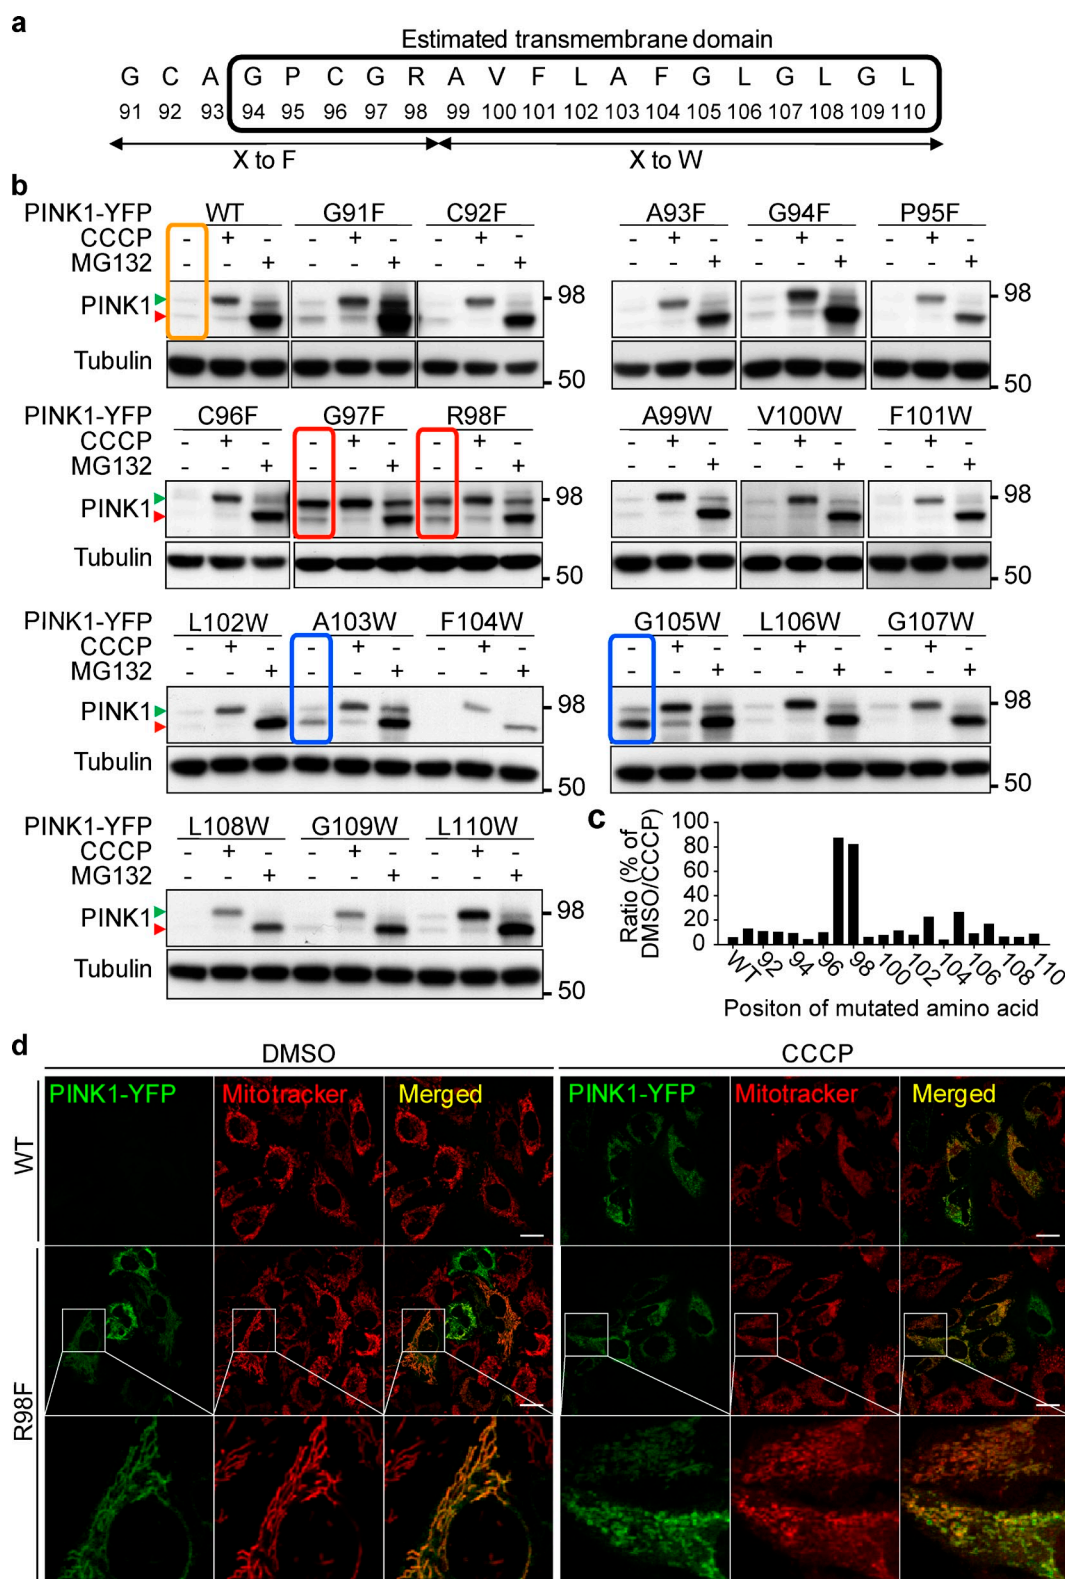 a
Estimated transmembrane domain
G C A G P C G R A V F L A F G L G L G L
91 92 93 94 95 96 97 98 99 100 101 102 103 104 105 106 107 108 109 110
X to F X to W
b
PINK1-YFP WT G91F C92F A93F G94F P95F
CCCP - + - - + - - + - - + - - + - - + -
MG132 - - + - - + - - + - - + - - + - - +
PINK1 98 98
Tubulin 50 50
PINK1-YFP C96F G97F R98F A99W V100W F101W
CCCP - + - - + - - + - - + - - + - - + -
MG132 - - + - - + - - + - - + - - + - - +
PINK1 98 98
Tubulin 50 50
PINK1-YFP L102W A103W F104W G105W L106W G107W
CCCP - + - - + - - + - - + - - + - - + -
MG132 - - + - - + - - + - - + - - + - - +
PINK1 98 98
Tubulin 50 50
PINK1-YFP L108W G109W L110W
CCCP - + - - + - - + -
MG132 - - + - - + - - +
PINK1 98
Tubulin 50
c
Ratio (% of
DMSO/CCCP)
100
80
60
40
20
0
WT 92 94 96 98 100 102 104 106 108 110
Positon of mutated amino acid
d
DMSO CCCP
PINK1-YFP Mitotracker Merged PINK1-YFP Mitotracker Merged
WT
R98F